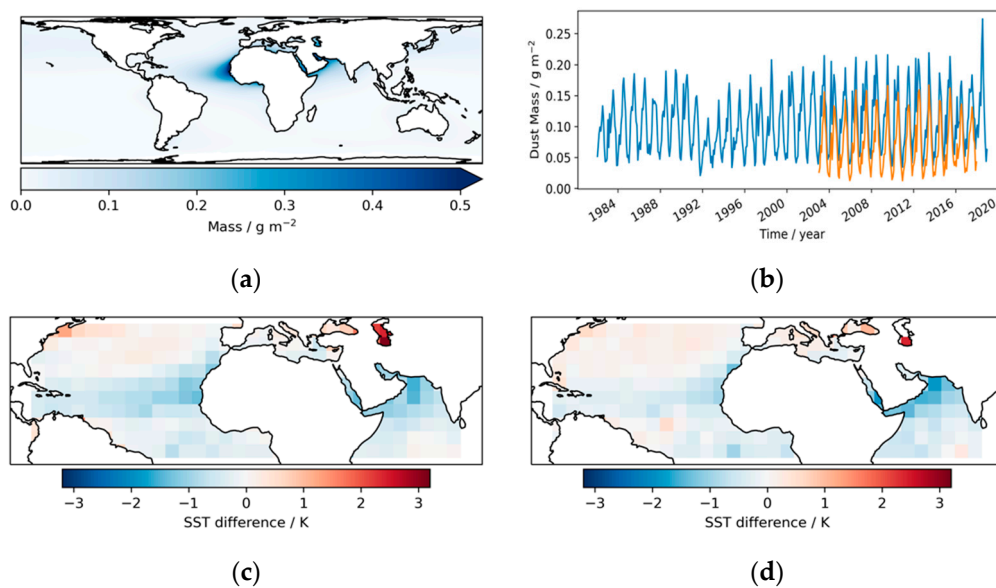 0.0 0.1 0.2 0.3 0.4 0.5
Mass / g m⁻²
(a)
Dust Mass / g m⁻²
0.25
0.20
0.15
0.10
0.05
0.00
1984 1988 1992 1996 2000 2004 2008 2012 2016 2020
Time / year
(b)
−3 −2 −1 0 1 2 3
SST difference / K
(c)
−3 −2 −1 0 1 2 3
SST difference / K
(d)